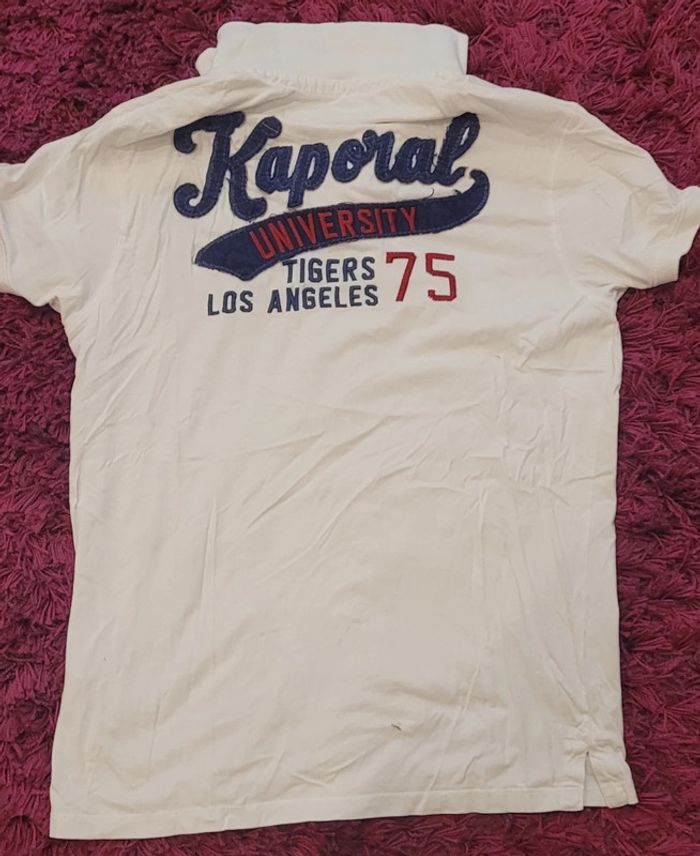 Kaporal
UNIVERSITY
TIGERS 75
LOS ANGELES